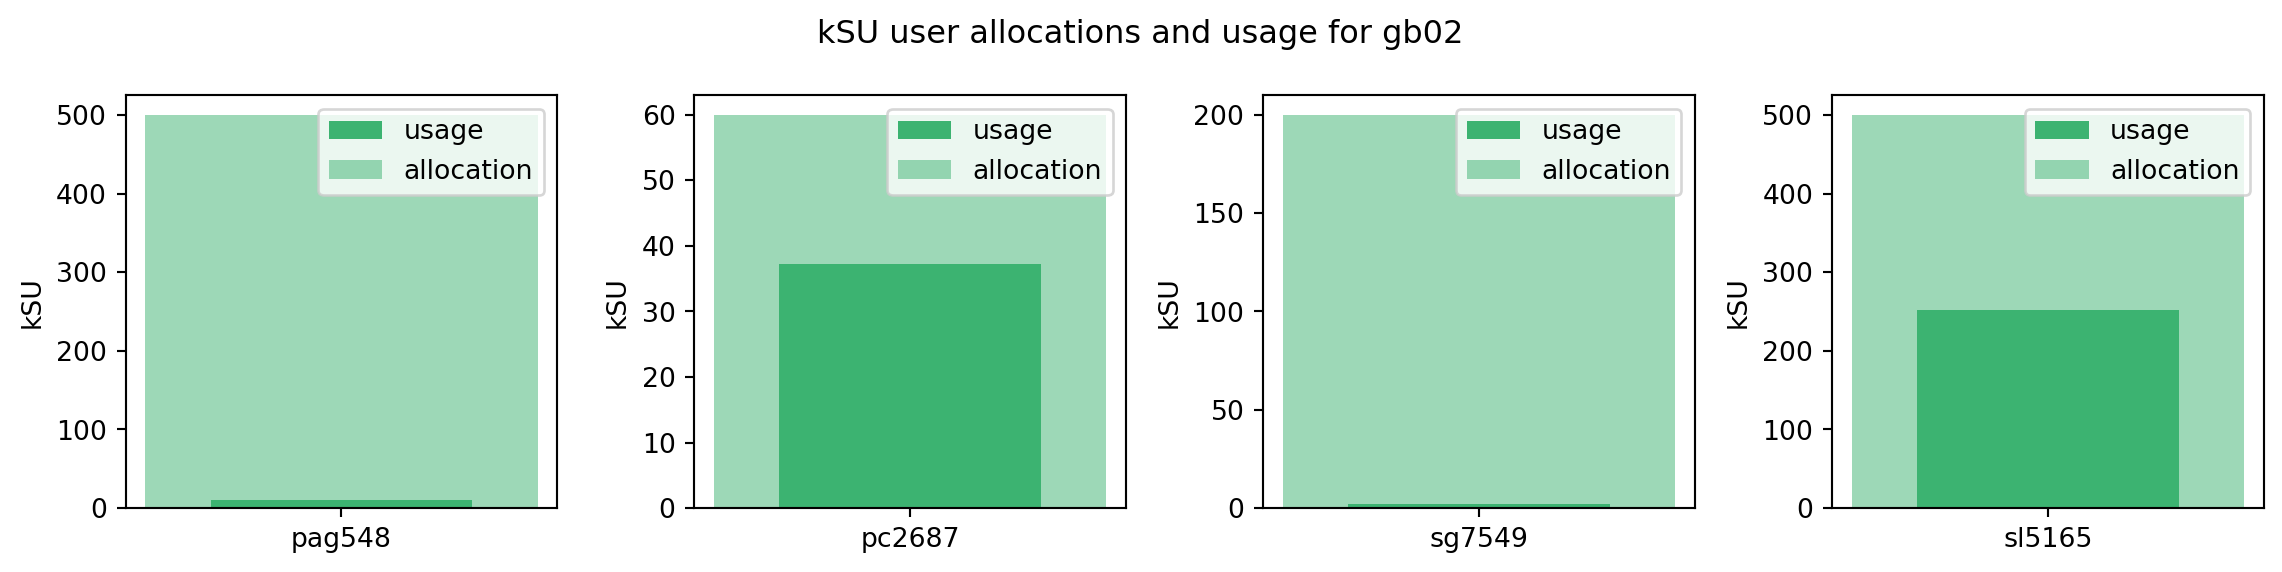 kSU user allocations and usage for gb02
kSU
500
400
300
200
100
0
usage
allocation
pag548
kSU
60
50
40
30
20
10
0
usage
allocation
pc2687
kSU
200
150
100
50
0
usage
allocation
sg7549
kSU
500
400
300
200
100
0
usage
allocation
sl5165